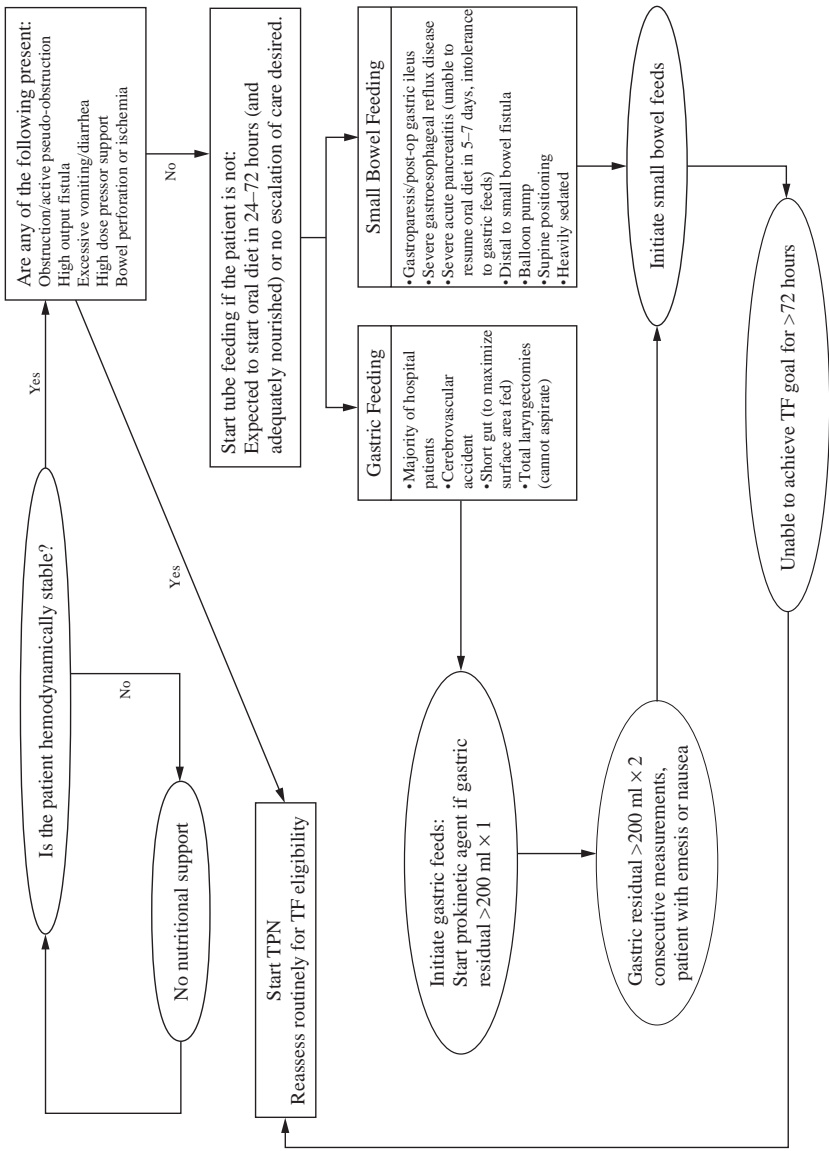 Is the patient hemodynamically stable?
Yes
No
No nutritional support
Are any of the following present:
Obstruction/active pseudo-obstruction
High output fistula
Excessive vomiting/diarrhea
High dose pressor support
Bowel perforation or ischemia
Yes
No
Start TPN
Reassess routinely for TF eligibility
Start tube feeding if the patient is not:
Expected to start oral diet in 24–72 hours (and
adequately nourished) or no escalation of care desired.
Gastric Feeding
•Majority of hospital
patients
•Cerebrovascular
accident
•Short gut (to maximize
surface area fed)
•Total laryngectomies
(cannot aspirate)
Small Bowel Feeding
•Gastroparesis/post-op gastric ileus
•Severe gastroesophageal reflux disease
•Severe acute pancreatitis (unable to
resume oral diet in 5–7 days, intolerance
to gastric feeds)
•Distal to small bowel fistula
•Balloon pump
•Supine positioning
•Heavily sedated
Initiate gastric feeds:
Start prokinetic agent if gastric
residual >200 ml × 1
Gastric residual >200 ml × 2
consecutive measurements,
patient with emesis or nausea
Initiate small bowel feeds
Unable to achieve TF goal for >72 hours